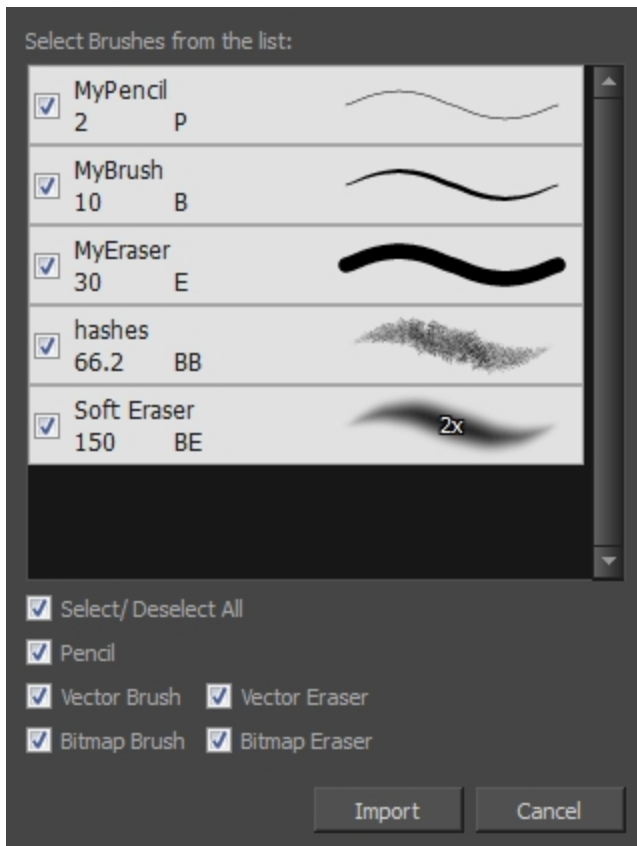 Select Brushes from the list:
MyPencil
2 P
MyBrush
10 B
MyEraser
30 E
hashes
66.2 BB
Soft Eraser
150 BE
2x
Select/ Deselect All
Pencil
Vector Brush Vector Eraser
Bitmap Brush Bitmap Eraser
Import Cancel